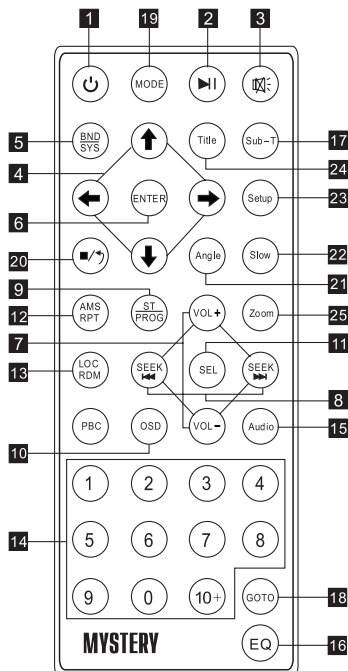 1 19 2 3
MODE
5 BND
SYS
Title
Sub-T 17
4
24
6 ENTER
Setup 23
20
Angle
Slow 22
21
9
AMS
RPT
ST
PROG
VOL+
Zoom
12
25
7
11
13 LOC
RDM
SEEK
SEL
SEEK
8
PBC
OSD
VOL-
Audio 15
10
1 2 3 4
14 5 6 7 8
9 0 10+
GOTO 18
MYSTERY
EQ 16